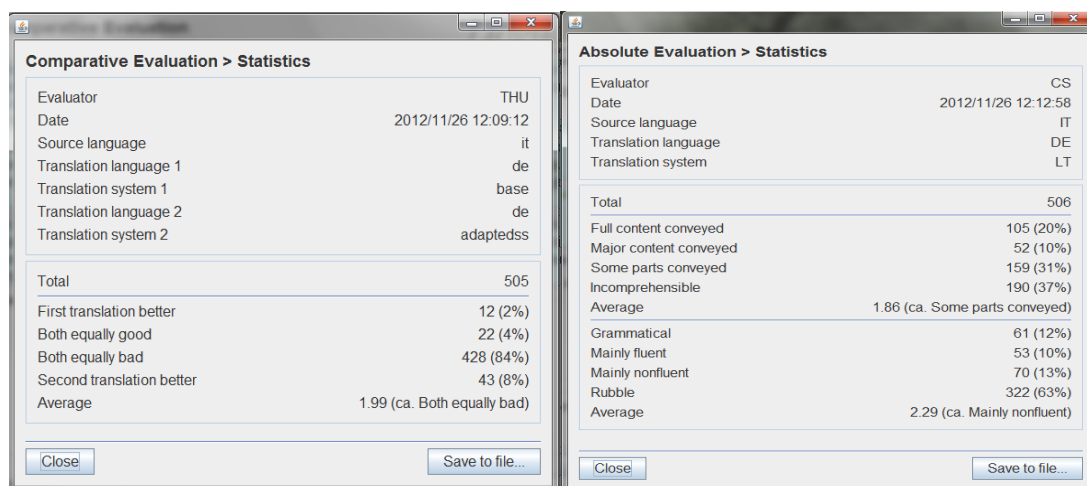 Comparative Evaluation > Statistics
Evaluator THU
Date 2012/11/26 12:09:12
Source language it
Translation language 1 de
Translation system 1 base
Translation language 2 de
Translation system 2 adaptedss
Total 505
First translation better 12 (2%)
Both equally good 22 (4%)
Both equally bad 428 (84%)
Second translation better 43 (8%)
Average 1.99 (ca. Both equally bad)
Close Save to file...
Absolute Evaluation > Statistics
Evaluator CS
Date 2012/11/26 12:12:58
Source language IT
Translation language DE
Translation system LT
Total 506
Full content conveyed 105 (20%)
Major content conveyed 52 (10%)
Some parts conveyed 159 (31%)
Incomprehensible 190 (37%)
Average 1.86 (ca. Some parts conveyed)
Grammatical 61 (12%)
Mainly fluent 53 (10%)
Mainly nonfluent 70 (13%)
Rubble 322 (63%)
Average 2.29 (ca. Mainly nonfluent)
Close Save to file...